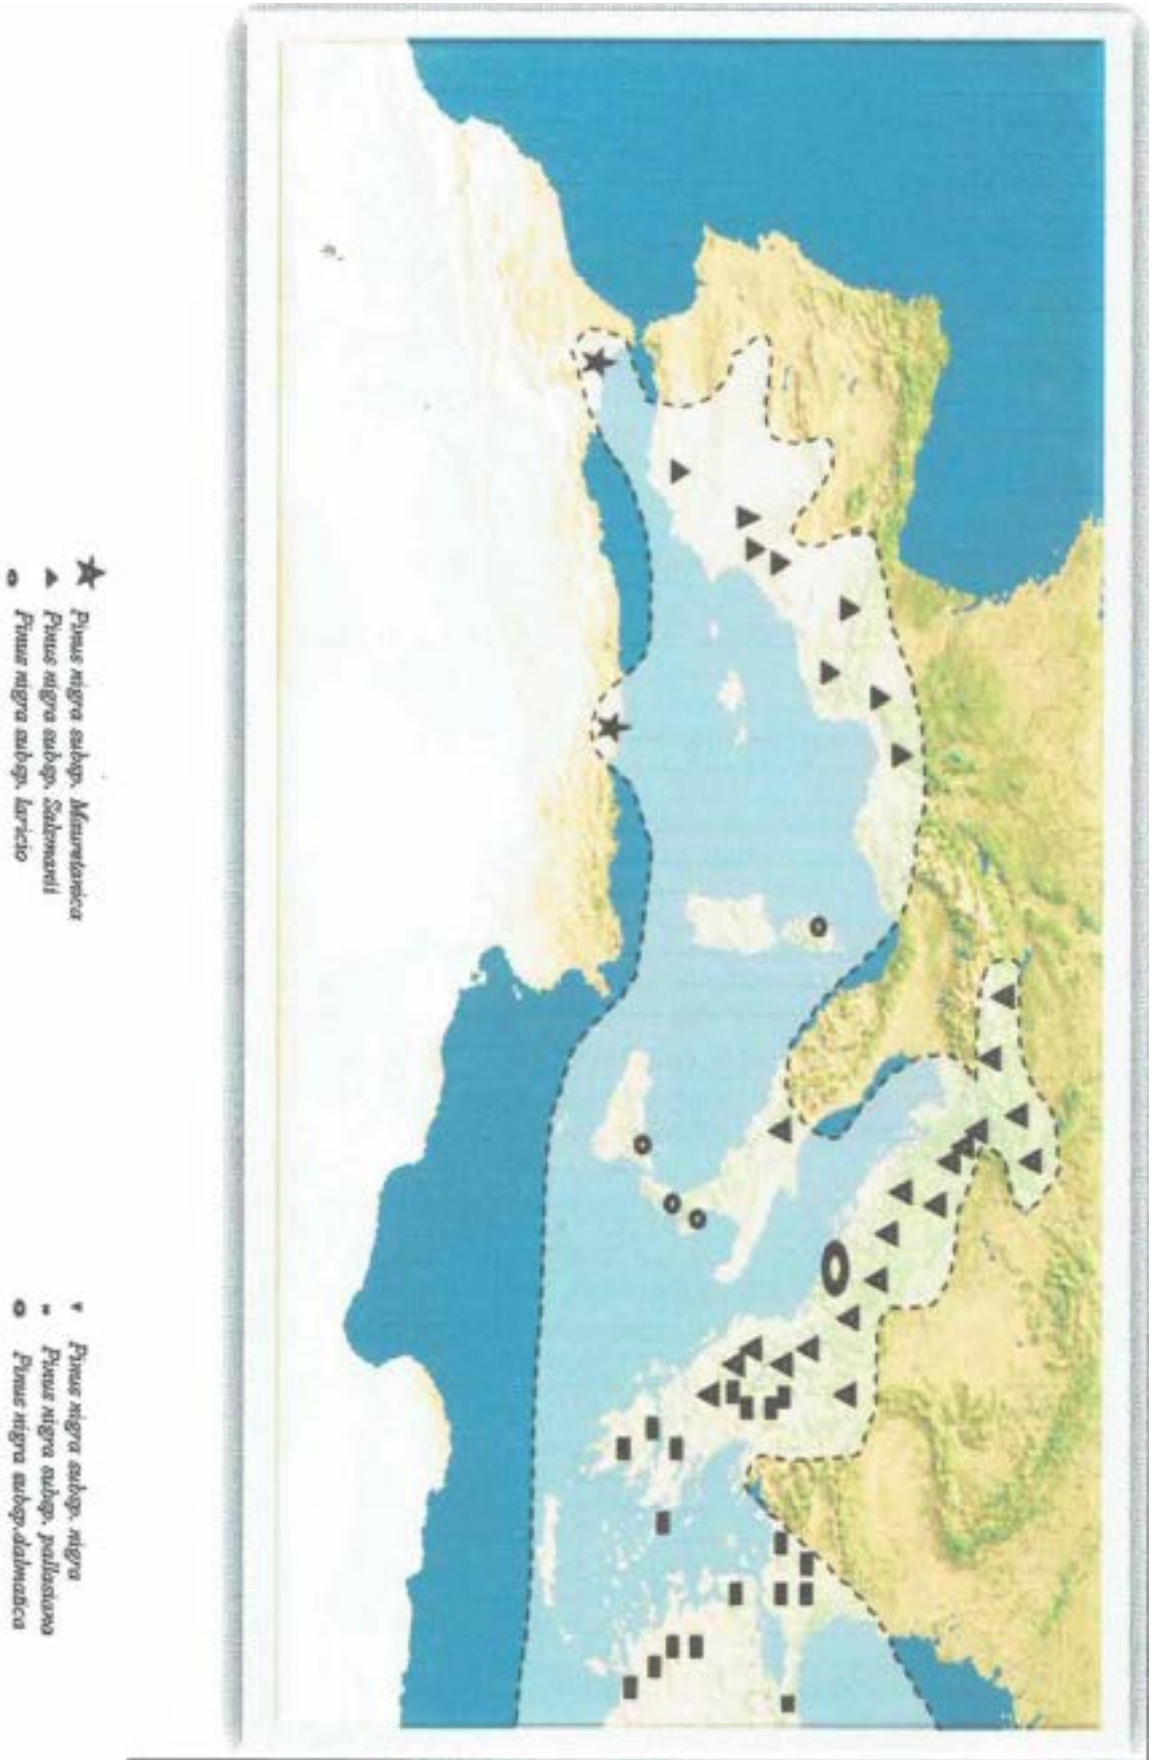 Pinus nigra subsp. Mauretanica
Pinus nigra subsp. Salzmanii
Pinus nigra subsp. laricio
Pinus nigra subsp. nigra
Pinus nigra subsp. pallasiana
Pinus nigra subsp.dalmatica